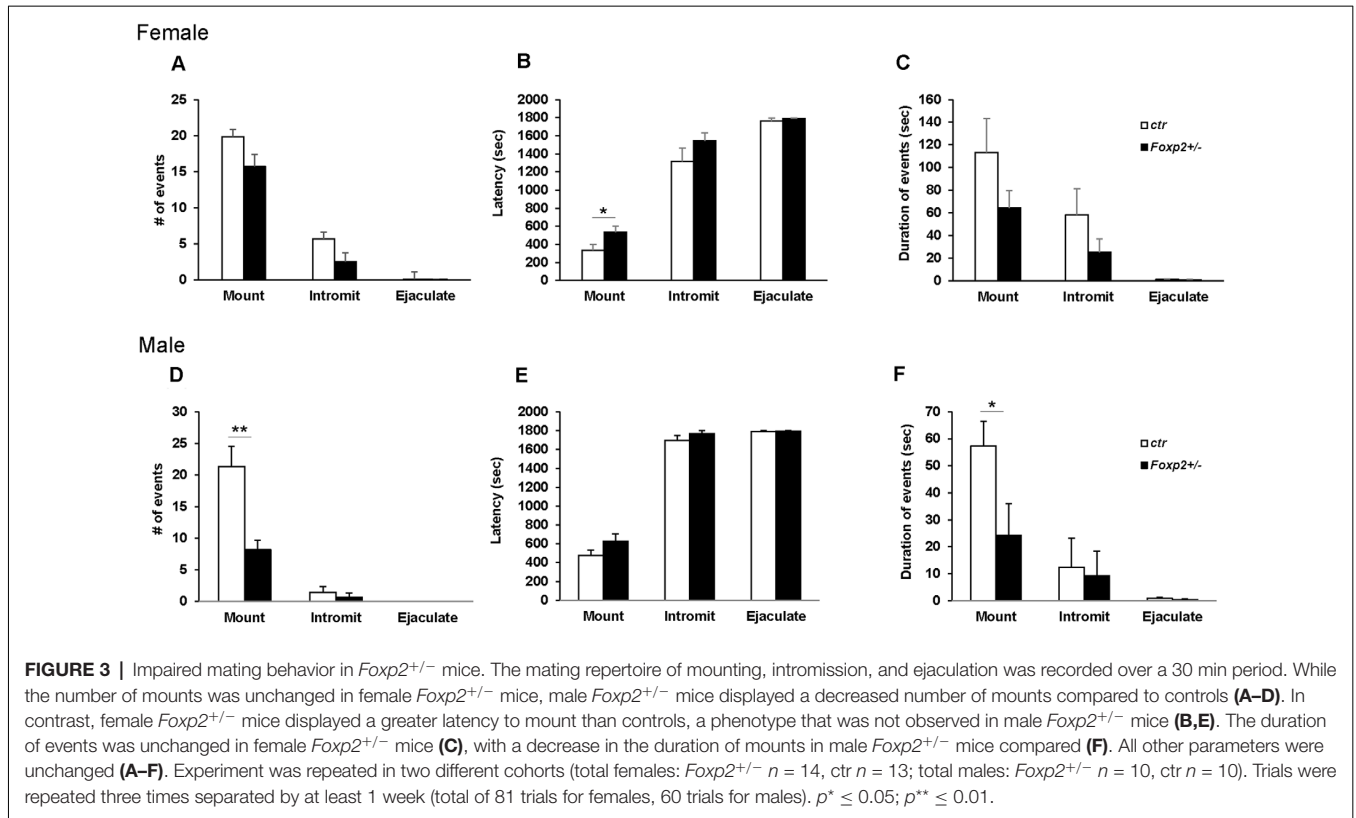 Female
A
B
C
25
20
15
10
5
0
# of events
Mount
Intromit
Ejaculate
2000
1800
1600
1400
1200
1000
800
600
400
200
0
Latency (sec)
*
Mount
Intromit
Ejaculate
160
140
120
100
80
60
40
20
0
Duration of events (sec)
ctr
Foxp2+/-
Mount
Intromit
Ejaculate
Male
D
E
F
30
25
20
15
10
5
0
# of events
**
Mount
Intromit
Ejaculate
2000
1800
1600
1400
1200
1000
800
600
400
200
0
Latency (sec)
Mount
Intromit
Ejaculate
70
60
50
40
30
20
10
0
Duration of events (sec)
*
ctr
Foxp2+/-
Mount
Intromit
Ejaculate
FIGURE 3 | Impaired mating behavior in Foxp2+/− mice. The mating repertoire of mounting, intromission, and ejaculation was recorded over a 30 min period. While
the number of mounts was unchanged in female Foxp2+/− mice, male Foxp2+/− mice displayed a decreased number of mounts compared to controls (A–D). In
contrast, female Foxp2+/− mice displayed a greater latency to mount than controls, a phenotype that was not observed in male Foxp2+/− mice (B,E). The duration
of events was unchanged in female Foxp2+/− mice (C), with a decrease in the duration of mounts in male Foxp2+/− mice compared (F). All other parameters were
unchanged (A–F). Experiment was repeated in two different cohorts (total females: Foxp2+/− n = 14, ctr n = 13; total males: Foxp2+/− n = 10, ctr n = 10). Trials were
repeated three times separated by at least 1 week (total of 81 trials for females, 60 trials for males). p* ≤ 0.05; p** ≤ 0.01.